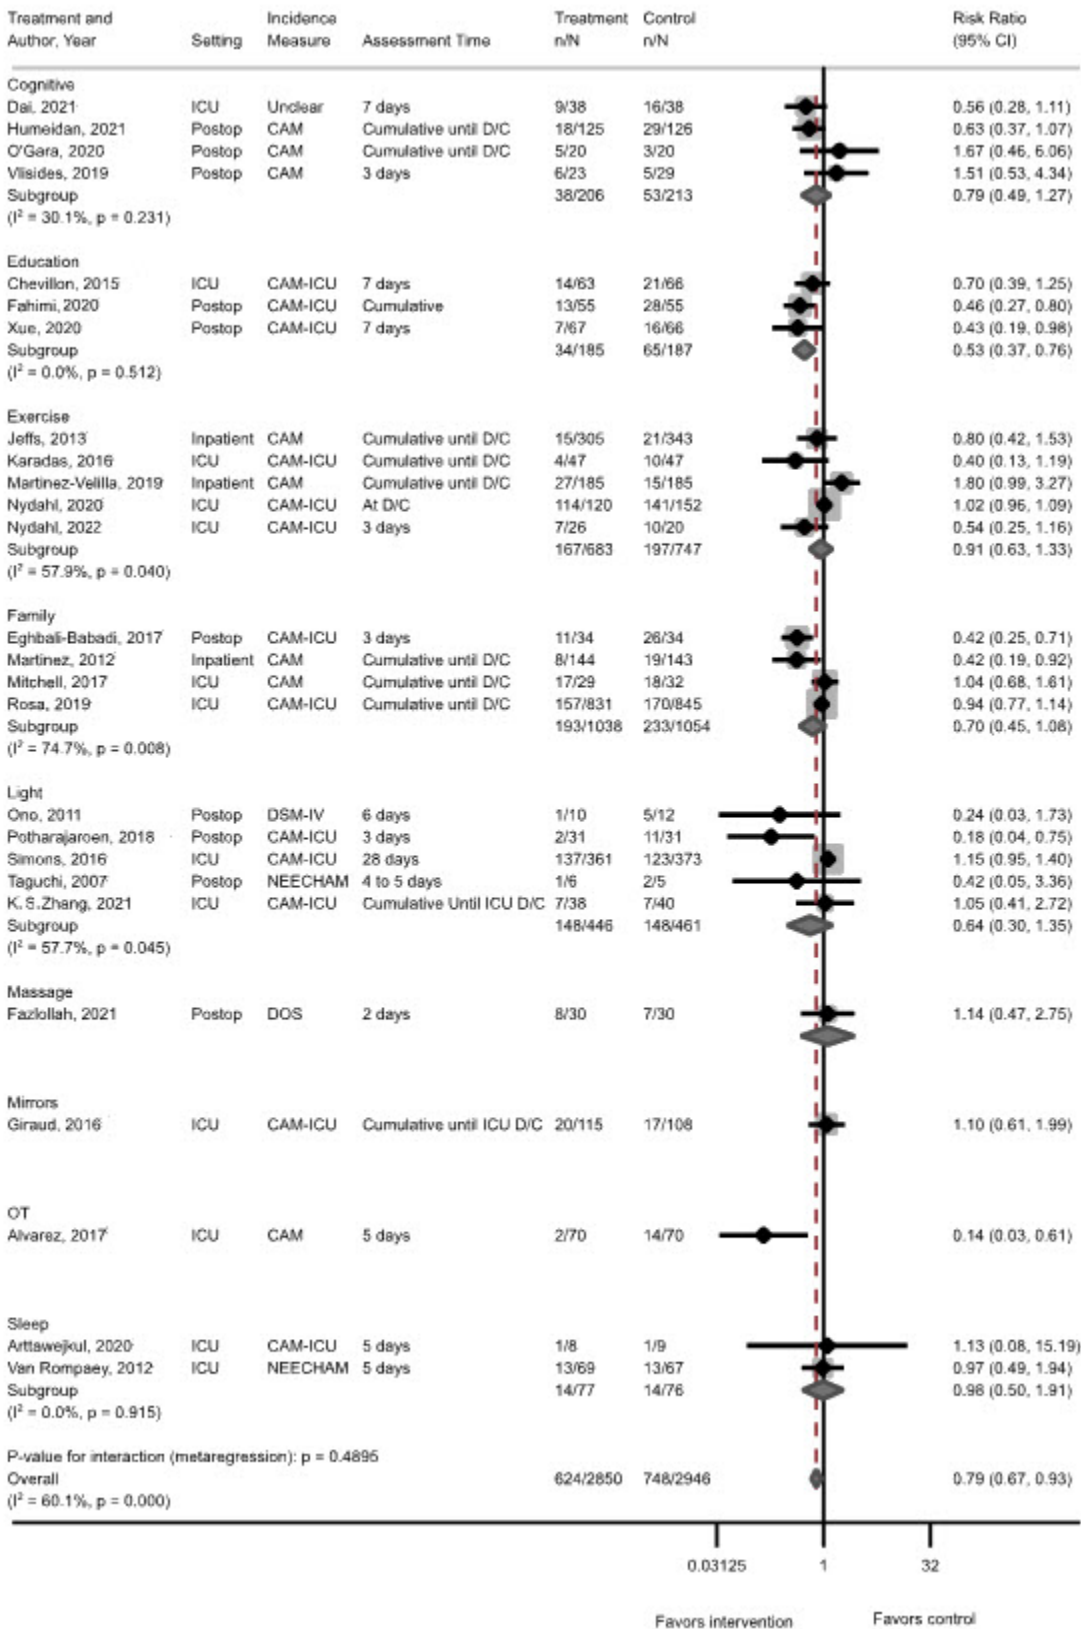 Treatment and Incidence Treatment Control Risk Ratio
Author, Year Setting Measure Assessment Time n/N n/N (95% CI)
Cognitive
Dai, 2021 ICU Unclear 7 days 9/38 16/38 0.56 (0.28, 1.11)
Humeidan, 2021 Postop CAM Cumulative until D/C 18/125 29/126 0.63 (0.37, 1.07)
O'Gara, 2020 Postop CAM Cumulative until D/C 5/20 3/20 1.67 (0.46, 6.06)
Vlisides, 2019 Postop CAM 3 days 6/23 5/29 1.51 (0.53, 4.34)
Subgroup 38/206 53/213 0.79 (0.49, 1.27)
(I² = 30.1%, p = 0.231)
Education
Chevillon, 2015 ICU CAM-ICU 7 days 14/63 21/66 0.70 (0.39, 1.25)
Fahimi, 2020 Postop CAM-ICU Cumulative 13/55 28/55 0.46 (0.27, 0.80)
Xue, 2020 Postop CAM-ICU 7 days 7/67 16/66 0.43 (0.19, 0.98)
Subgroup 34/185 65/187 0.53 (0.37, 0.76)
(I² = 0.0%, p = 0.512)
Exercise
Jeffs, 2013 Inpatient CAM Cumulative until D/C 15/305 21/343 0.80 (0.42, 1.53)
Karadas, 2016 ICU CAM-ICU Cumulative until D/C 4/47 10/47 0.40 (0.13, 1.19)
Martinez-Velilla, 2019 Inpatient CAM Cumulative until D/C 27/185 15/185 1.80 (0.99, 3.27)
Nydahl, 2020 ICU CAM-ICU At D/C 114/120 141/152 1.02 (0.96, 1.09)
Nydahl, 2022 ICU CAM-ICU 3 days 7/26 10/20 0.54 (0.25, 1.16)
Subgroup 167/683 197/747 0.91 (0.63, 1.33)
(I² = 57.9%, p = 0.040)
Family
Eghbali-Babadi, 2017 Postop CAM-ICU 3 days 11/34 26/34 0.42 (0.25, 0.71)
Martinez, 2012 Inpatient CAM Cumulative until D/C 8/144 19/143 0.42 (0.19, 0.92)
Mitchell, 2017 ICU CAM Cumulative until D/C 17/29 18/32 1.04 (0.68, 1.61)
Rosa, 2019 ICU CAM-ICU Cumulative until D/C 157/831 170/845 0.94 (0.77, 1.14)
Subgroup 193/1038 233/1054 0.70 (0.45, 1.08)
(I² = 74.7%, p = 0.008)
Light
Ono, 2011 Postop DSM-IV 6 days 1/10 5/12 0.24 (0.03, 1.73)
Potharajaroen, 2018 Postop CAM-ICU 3 days 2/31 11/31 0.18 (0.04, 0.75)
Simons, 2016 ICU CAM-ICU 28 days 137/361 123/373 1.15 (0.95, 1.40)
Taguchi, 2007 Postop NEECHAM 4 to 5 days 1/6 2/5 0.42 (0.05, 3.36)
K.S.Zhang, 2021 ICU CAM-ICU Cumulative Until ICU D/C 7/38 7/40 1.05 (0.41, 2.72)
Subgroup 148/446 148/461 0.64 (0.30, 1.35)
(I² = 57.7%, p = 0.045)
Massage
Fazlollah, 2021 Postop DOS 2 days 8/30 7/30 1.14 (0.47, 2.75)
Mirrors
Giraud, 2016 ICU CAM-ICU Cumulative until ICU D/C 20/115 17/108 1.10 (0.61, 1.99)
OT
Alvarez, 2017 ICU CAM 5 days 2/70 14/70 0.14 (0.03, 0.61)
Sleep
Arttawejkul, 2020 ICU CAM-ICU 5 days 1/8 1/9 1.13 (0.08, 15.19)
Van Rompaey, 2012 ICU NEECHAM 5 days 13/69 13/67 0.97 (0.49, 1.94)
Subgroup 14/77 14/76 0.98 (0.50, 1.91)
(I² = 0.0%, p = 0.915)
P-value for interaction (metaregression): p = 0.4895
Overall 624/2850 748/2946 0.79 (0.67, 0.93)
(I² = 60.1%, p = 0.000)
0.03125 1 32
Favors intervention Favors control